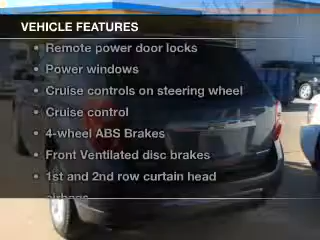 VEHICLE FEATURES
• Remote power door locks
• Power windows
• Cruise controls on steering wheel
• Cruise control
• 4-wheel ABS Brakes
• Front Ventilated disc brakes
• 1st and 2nd row curtain head
airbags